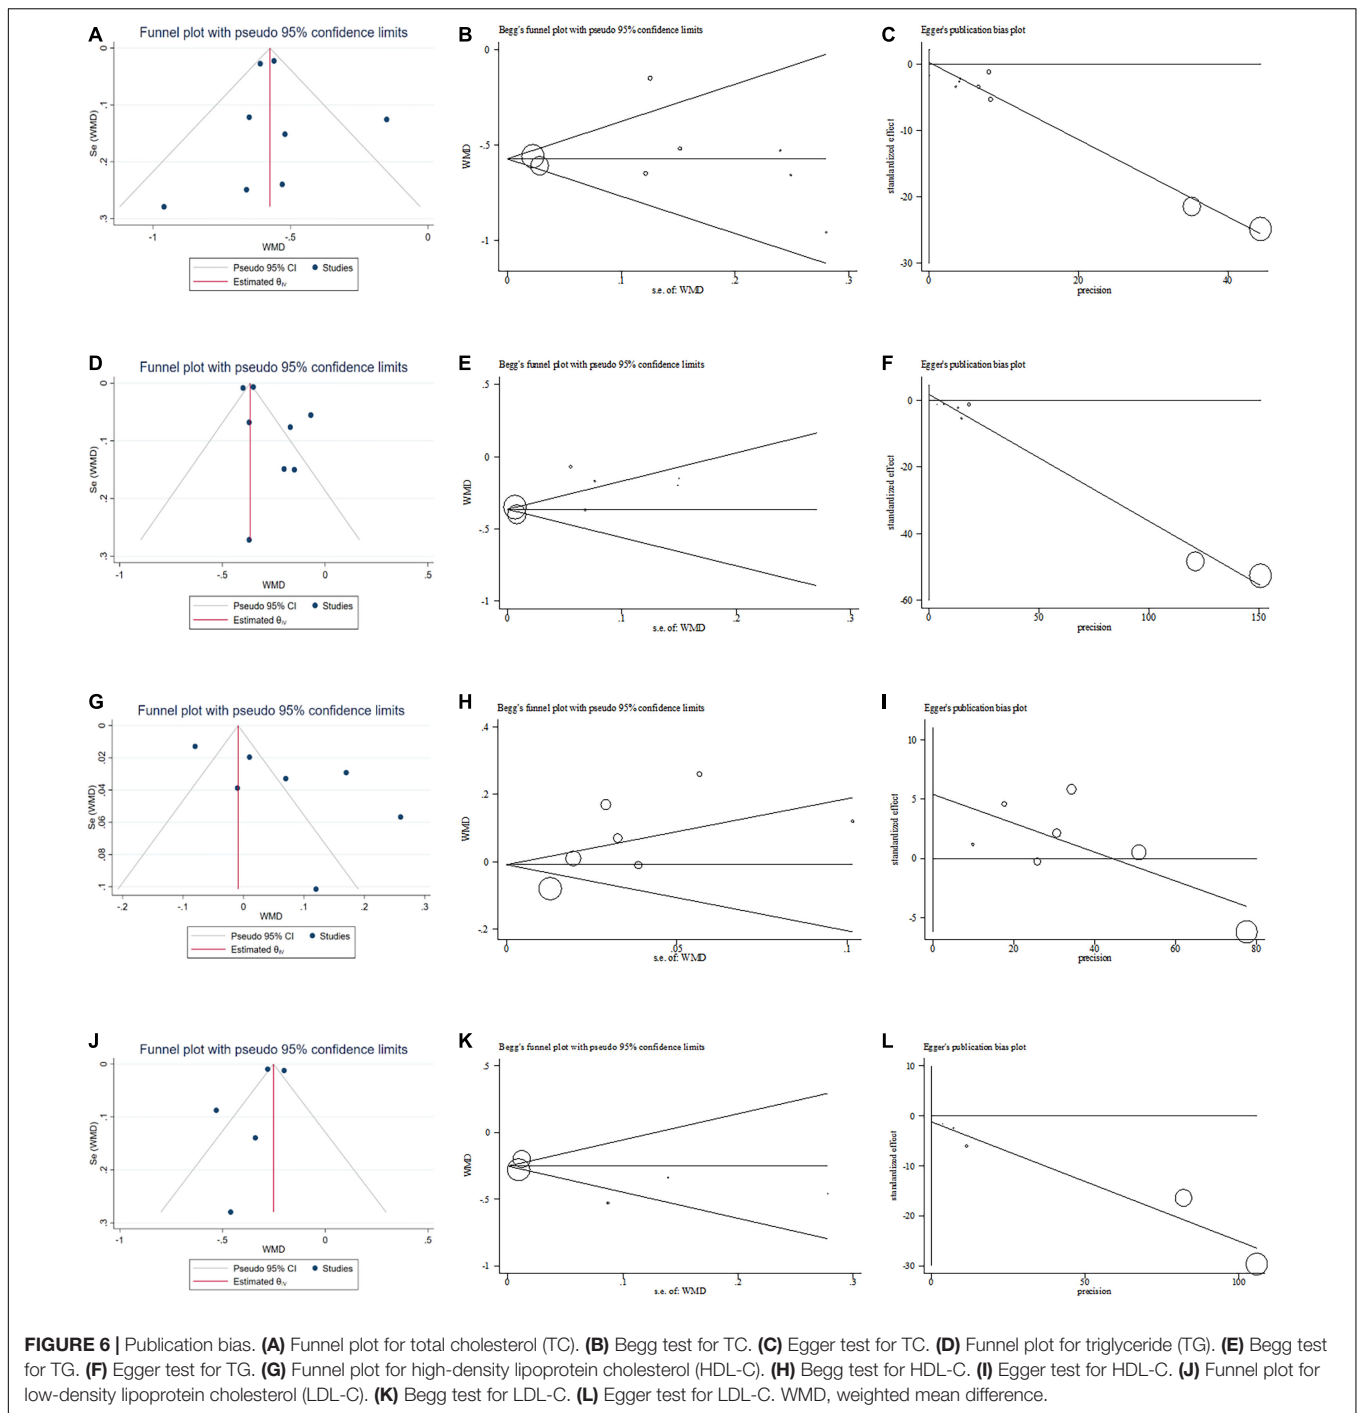 A
Funnel plot with pseudo 95% confidence limits
0
.1
.2
.3
Se (WMD)
-1
-.5
0
WMD
Pseudo 95% CI
Studies
Estimated θIV
B
Begg's funnel plot with pseudo 95% confidence limits
0
-.5
-1
WMD
0
.1
.2
.3
s.e. of: WMD
C
Egger's publication bias plot
0
-10
-20
-30
standardized effect
0
20
40
precision
D
Funnel plot with pseudo 95% confidence limits
0
.1
.2
.3
Se (WMD)
-1
-.5
0
.5
WMD
Pseudo 95% CI
Studies
Estimated θIV
E
Begg's funnel plot with pseudo 95% confidence limits
.5
0
-.5
-1
WMD
0
.1
.2
.3
s.e. of: WMD
F
Egger's publication bias plot
0
-20
-40
-60
standardized effect
0
50
100
150
precision
G
Funnel plot with pseudo 95% confidence limits
0
.02
.04
.06
.08
.1
Se (WMD)
-.2
-.1
0
.1
.2
.3
WMD
Pseudo 95% CI
Studies
Estimated θIV
H
Begg's funnel plot with pseudo 95% confidence limits
.4
.2
0
-.2
WMD
0
.05
.1
s.e. of: WMD
I
Egger's publication bias plot
10
5
0
-5
standardized effect
0
20
40
60
80
precision
J
Funnel plot with pseudo 95% confidence limits
0
.1
.2
.3
Se (WMD)
-1
-.5
0
.5
WMD
Pseudo 95% CI
Studies
Estimated θIV
K
Begg's funnel plot with pseudo 95% confidence limits
.5
0
-.5
-1
WMD
0
.1
.2
.3
s.e. of: WMD
L
Egger's publication bias plot
10
0
-10
-20
-30
standardized effect
0
50
100
precision
FIGURE 6 | Publication bias. (A) Funnel plot for total cholesterol (TC). (B) Begg test for TC. (C) Egger test for TC. (D) Funnel plot for triglyceride (TG). (E) Begg test
for TG. (F) Egger test for TG. (G) Funnel plot for high-density lipoprotein cholesterol (HDL-C). (H) Begg test for HDL-C. (I) Egger test for HDL-C. (J) Funnel plot for
low-density lipoprotein cholesterol (LDL-C). (K) Begg test for LDL-C. (L) Egger test for LDL-C. WMD, weighted mean difference.